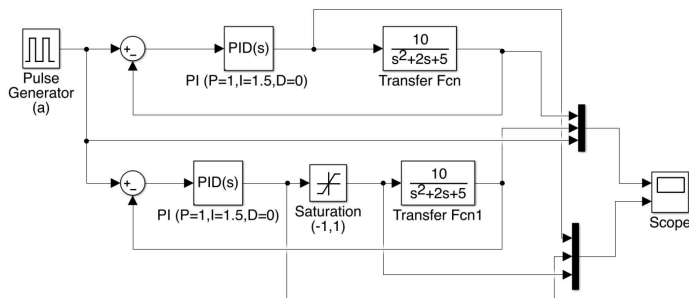 +
−
PID(s)
PI (P=1,I=1.5,D=0)
10
s²+2s+5
Transfer Fcn
Pulse
Generator
(a)
+
−
PID(s)
PI (P=1,I=1.5,D=0)
Saturation
(-1,1)
10
s²+2s+5
Transfer Fcn1
Scope